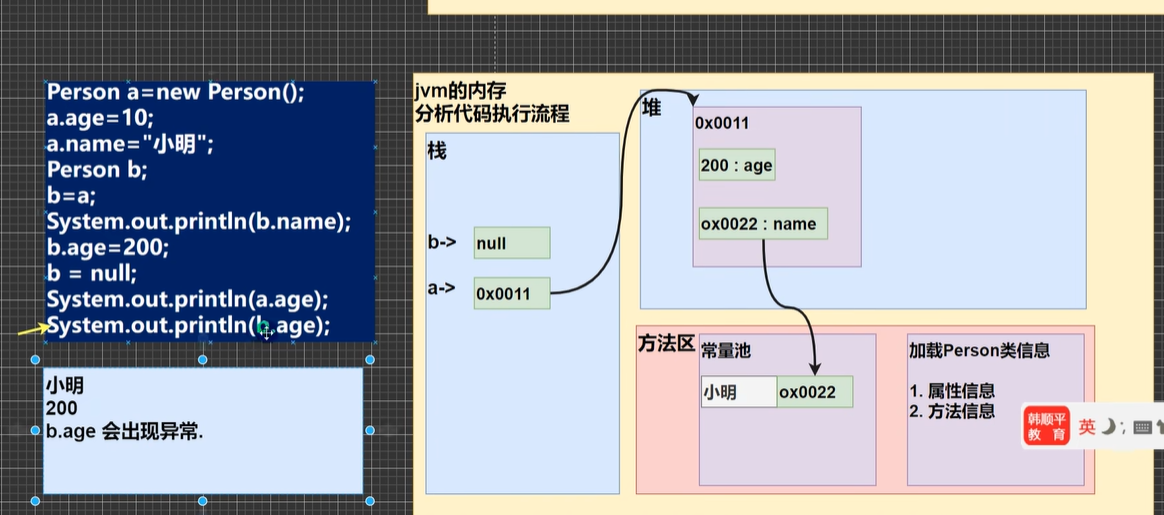 Person a=new Person();
a.age=10;
a.name="小明";
Person b;
b=a;
System.out.println(b.name);
b.age=200;
b = null;
System.out.println(a.age);
System.out.println(b.age);
小明
200
b.age 会出现异常.
jvm的内存
分析代码执行流程
栈
b-> null
a-> 0x0011
堆
0x0011
200 : age
ox0022 : name
方法区
常量池
小明 ox0022
加载Person类信息
1. 属性信息
2. 方法信息
韩顺平
教 育
英